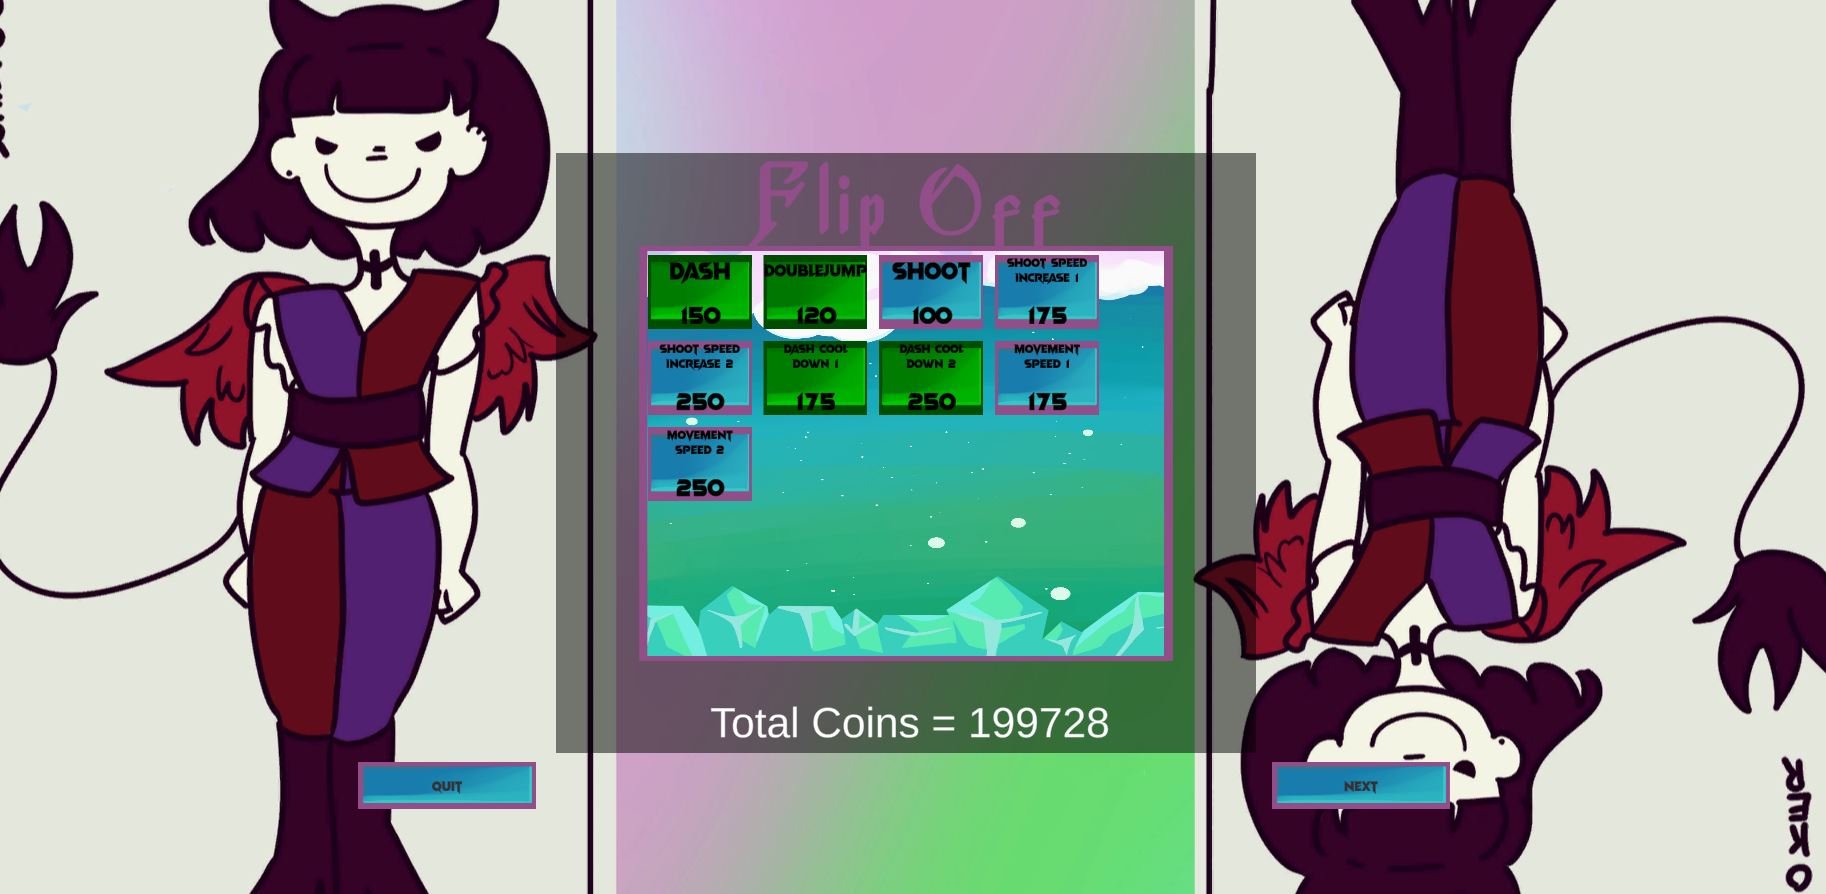 Flip Off
DASH
150
DOUBLEJUMP
120
SHOOT
100
SHOOT SPEED
INCREASE 1
175
SHOOT SPEED
INCREASE 2
250
DASH COOL
DOWN 1
175
DASH COOL
DOWN 2
250
MOVEMENT
SPEED 1
175
MOVEMENT
SPEED 2
250
Total Coins = 199728
QUIT
NEXT